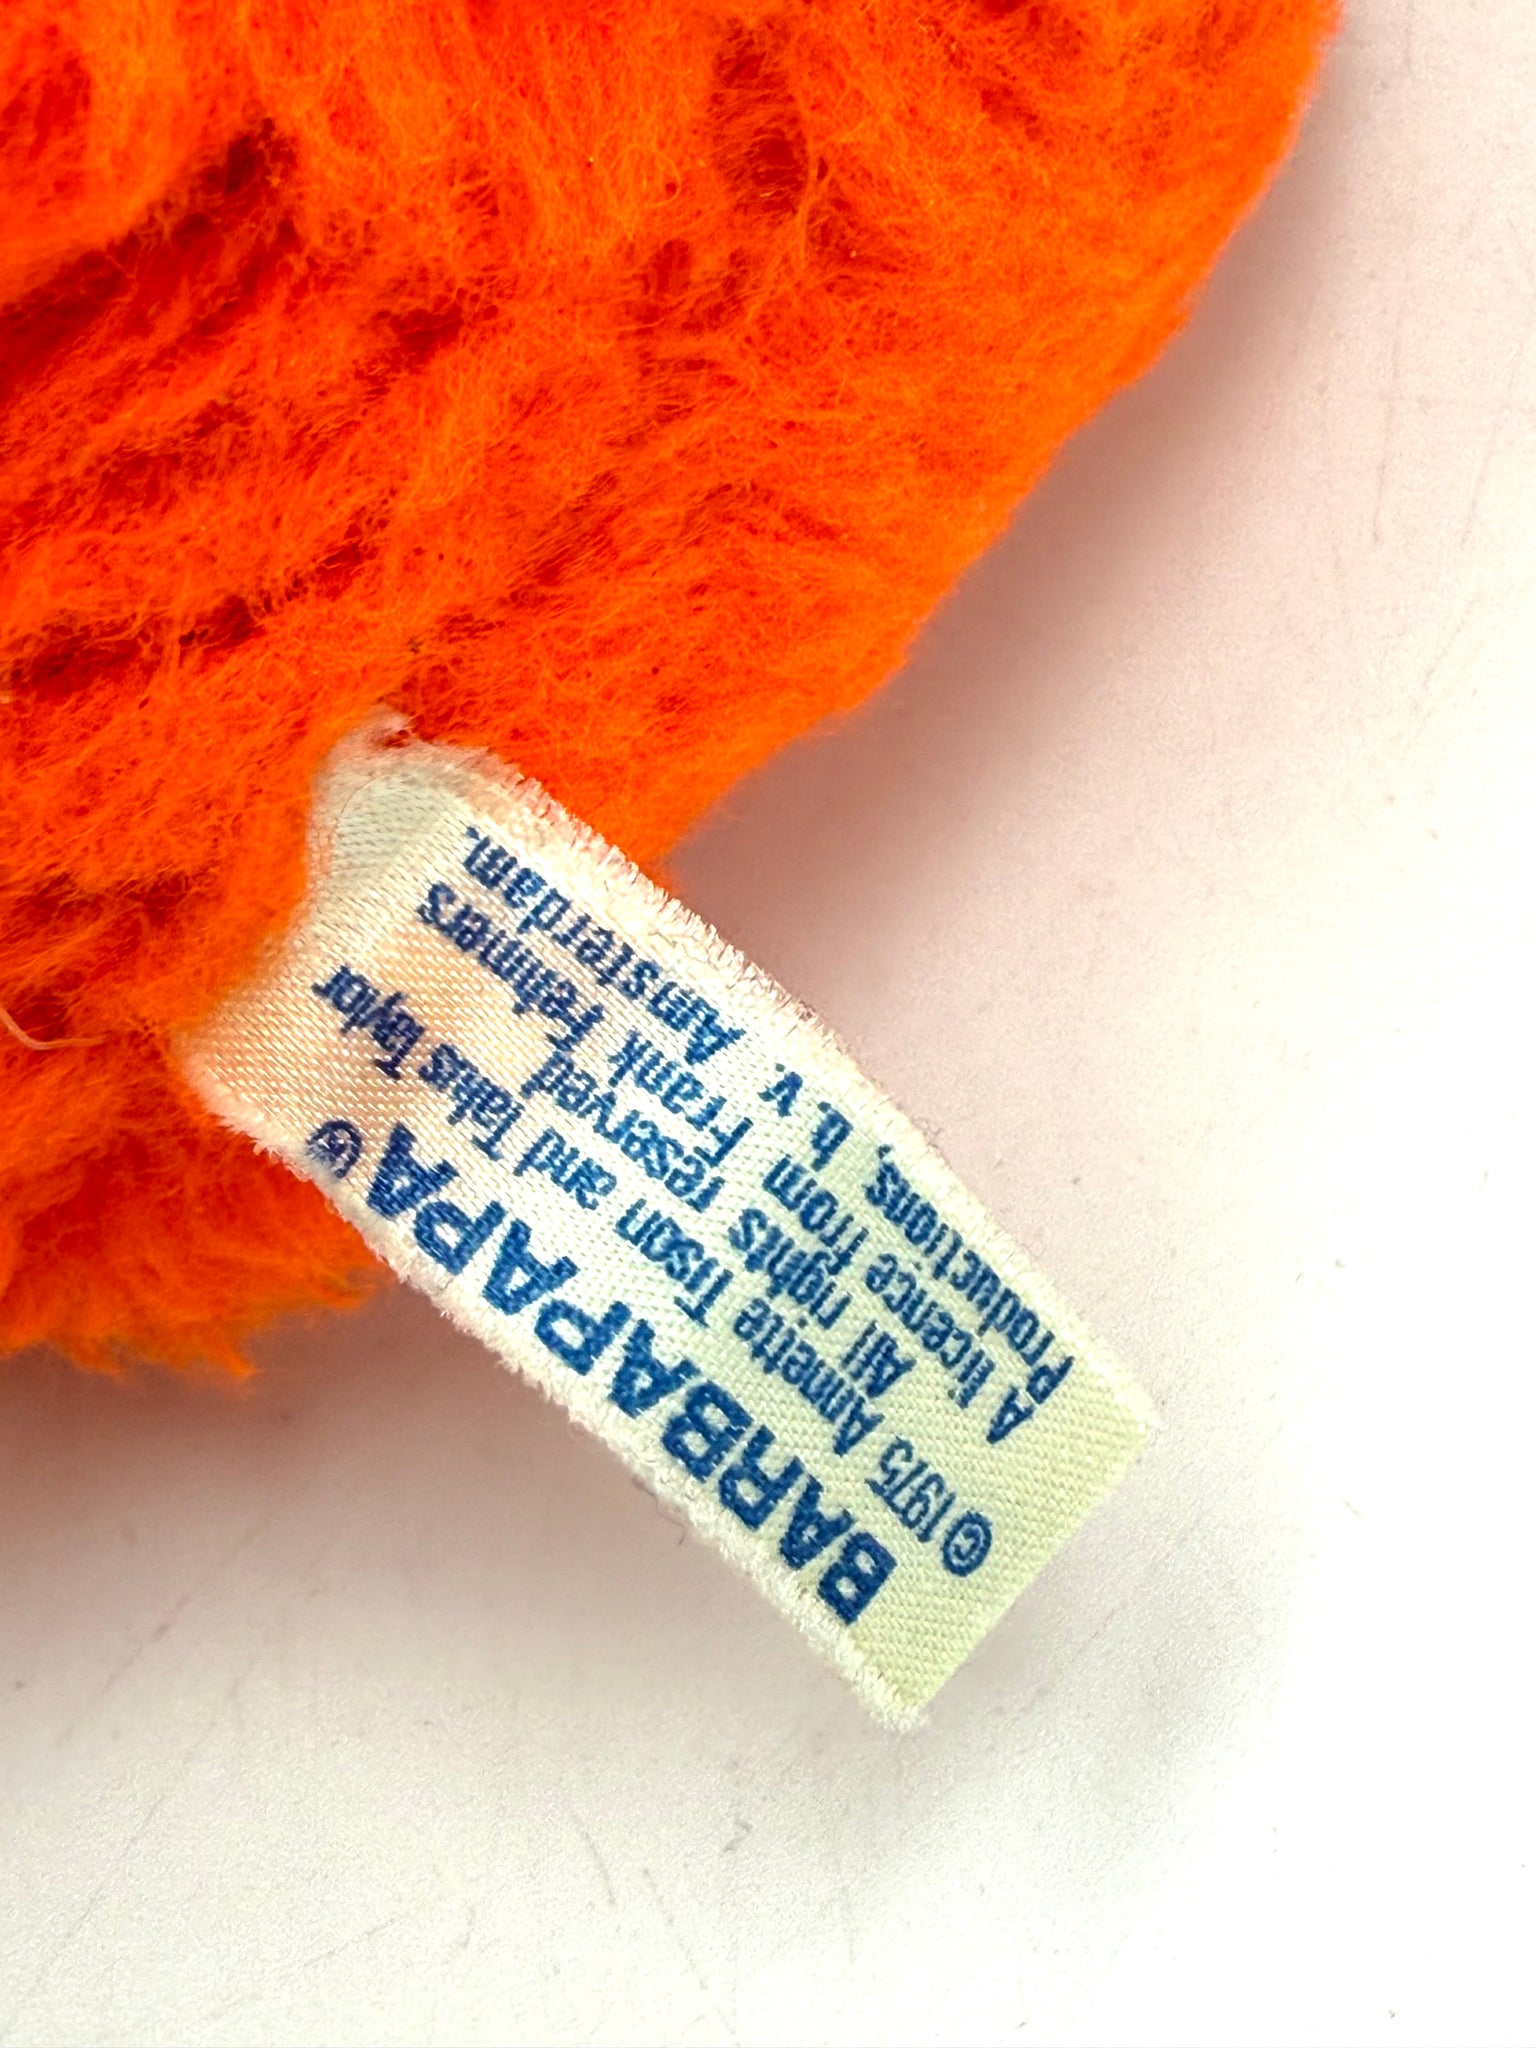 BARBAPAPA®
©1975 Annette Tison and Talus Taylor
All rights reserved
A licence from Frank Fehmers
Productions, b.v. Amsterdam.